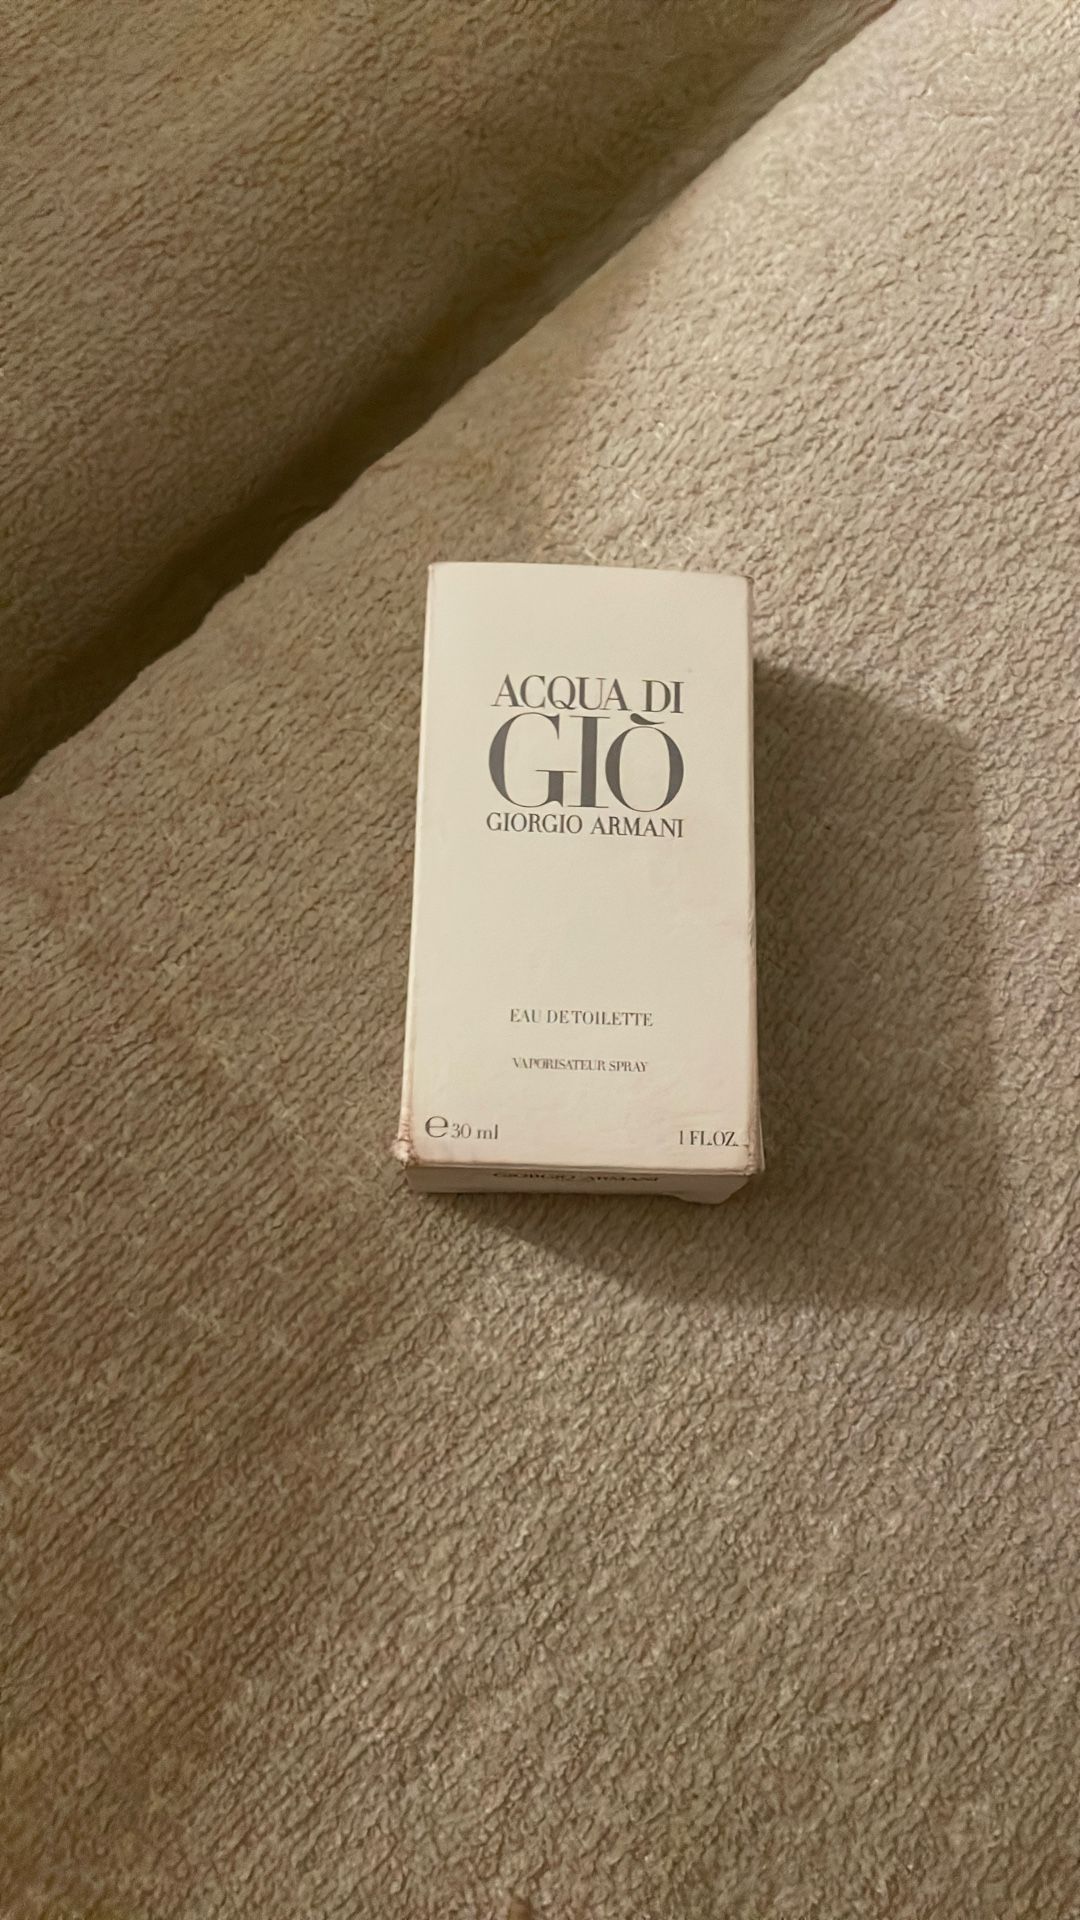 ACQUA DI
GIÒ
GIORGIO ARMANI
EAU DE TOILETTE
VAPORISATEUR SPRAY
℮30 ml
1 FL.OZ.
GIORGIO ARMANI